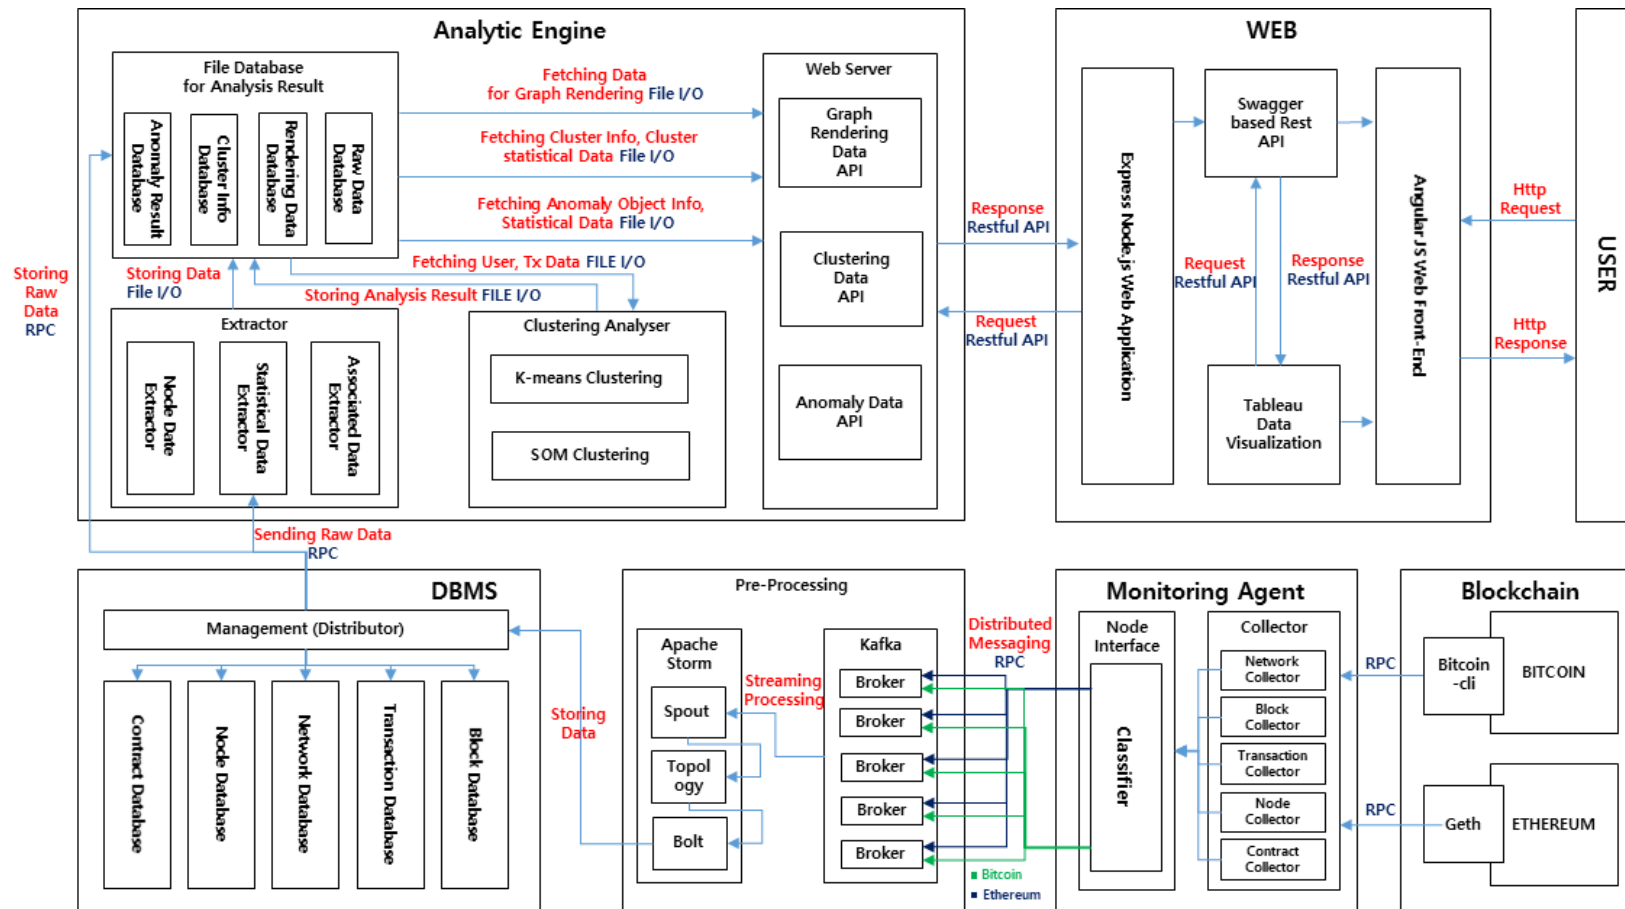 Analytic Engine
File Database
for Analysis Result
Anomaly Result
Database
Cluster Info
Database
Rendering Data
Database
Raw Data
Database
Fetching Data
for Graph Rendering File I/O
Fetching Cluster Info, Cluster
statistical Data File I/O
Fetching Anomaly Object Info,
Statistical Data File I/O
Fetching User, Tx Data FILE I/O
Storing Analysis Result FILE I/O
Storing Data
File I/O
Storing
Raw
Data
RPC
Extractor
Node Date
Extractor
Statistical Data
Extractor
Associated Data
Extractor
Clustering Analyser
K-means Clustering
SOM Clustering
Web Server
Graph
Rendering
Data
API
Clustering
Data
API
Anomaly Data
API
Response
Restful API
Request
Restful API
WEB
Express Node.js Web Application
Swagger
based Rest
API
Request
Restful API
Response
Restful API
Tableau
Data
Visualization
Angular JS Web Front-End
Http
Request
Http
Response
USER
Sending Raw Data
RPC
DBMS
Management (Distributor)
Contract Database
Node Database
Network Database
Transaction Database
Block Database
Storing
Data
Pre-Processing
Apache
Storm
Spout
Topol
ogy
Bolt
Streaming
Processing
Kafka
Broker
Broker
Broker
Broker
Broker
Distributed
Messaging
RPC
Bitcoin
Ethereum
Monitoring Agent
Node
Interface
Classifier
Collector
Network
Collector
Block
Collector
Transaction
Collector
Node
Collector
Contract
Collector
RPC
RPC
Blockchain
Bitcoin
-cli
BITCOIN
Geth
ETHEREUM